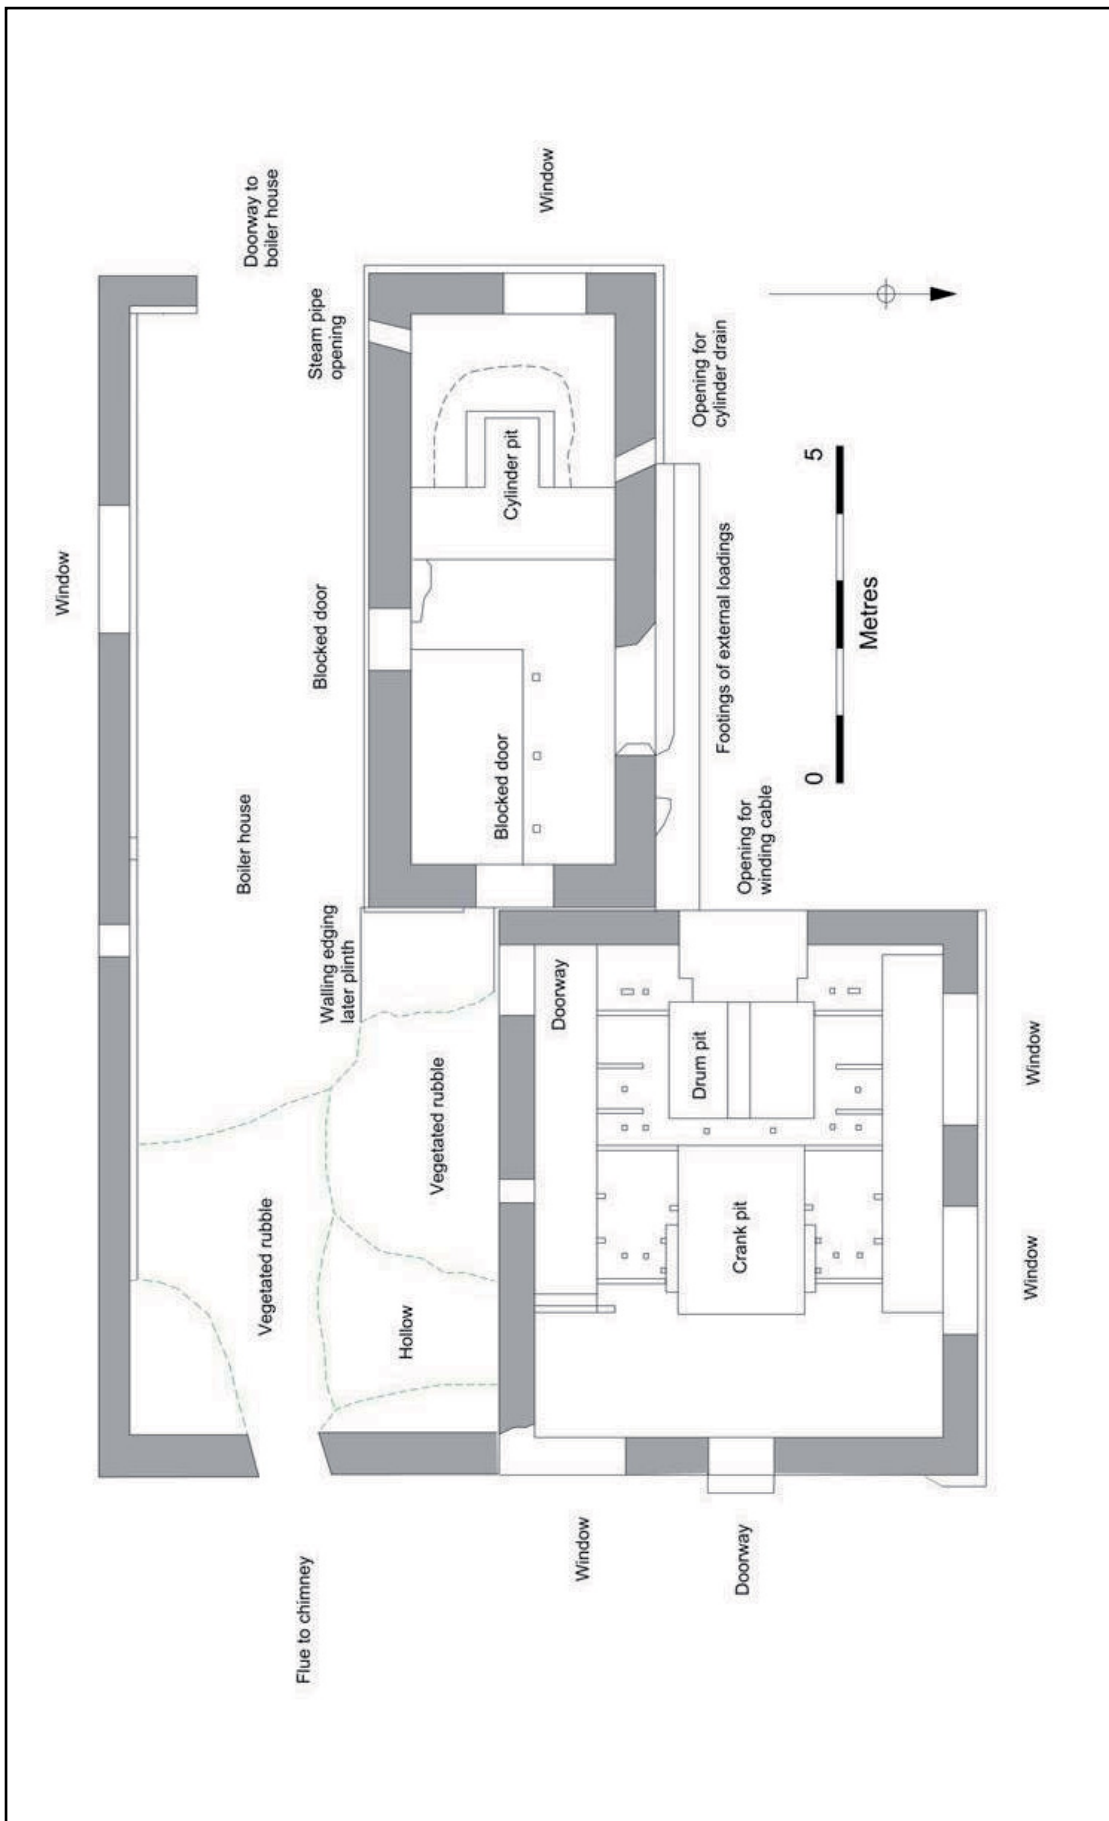 Window
Doorway to
boiler house
Boiler house
Vegetated rubble
Flue to chimney
Walling edging
later plinth
Blocked door
Steam pipe
opening
Hollow
Vegetated rubble
Blocked door
Cylinder pit
Window
Window
Doorway
Doorway
Crank pit
Drum pit
Opening for
winding cable
Footings of external loadings
Opening for
cylinder drain
0 5
Metres
Window
Window